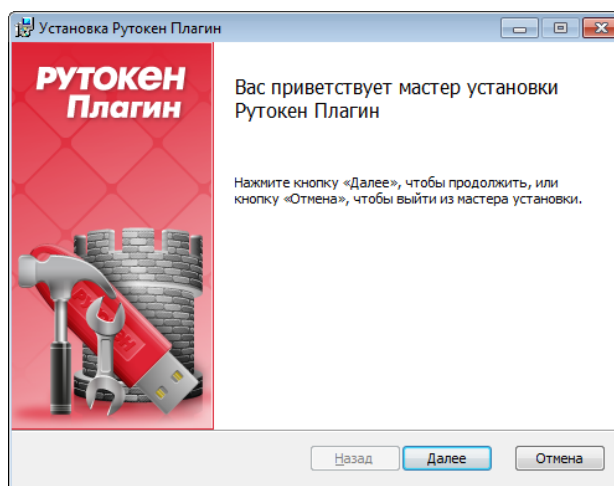 Установка Рутокен Плагин
рутокен
Плагин
Вас приветствует мастер установки
Рутокен Плагин
Нажмите кнопку «Далее», чтобы продолжить, или
кнопку «Отмена», чтобы выйти из мастера установки.
рутокен
Назад
Далее
Отмена